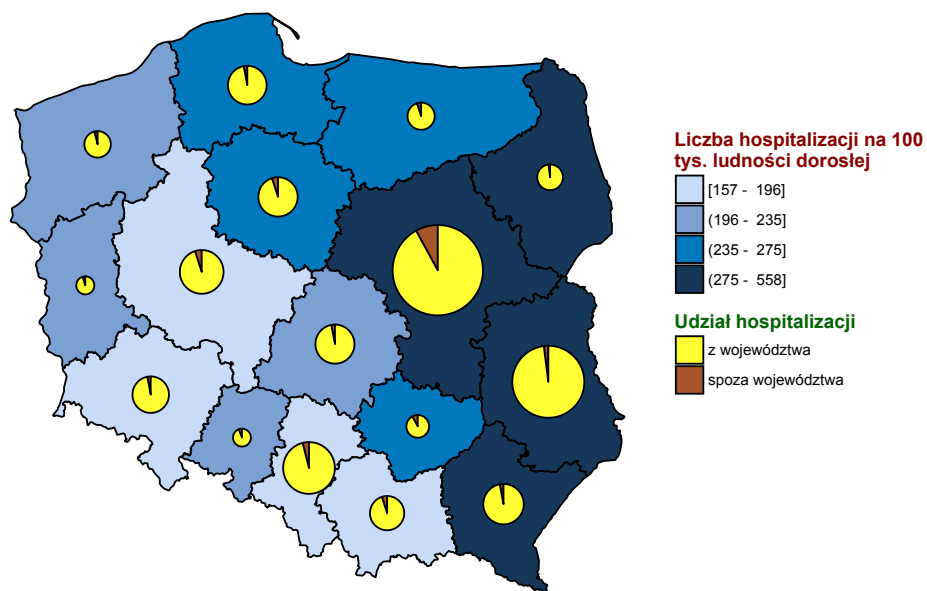 Liczba hospitalizacji na 100
tys. ludności dorosłej
[157 - 196]
(196 - 235]
(235 - 275]
(275 - 558]
Udział hospitalizacji
z województwa
spoza województwa